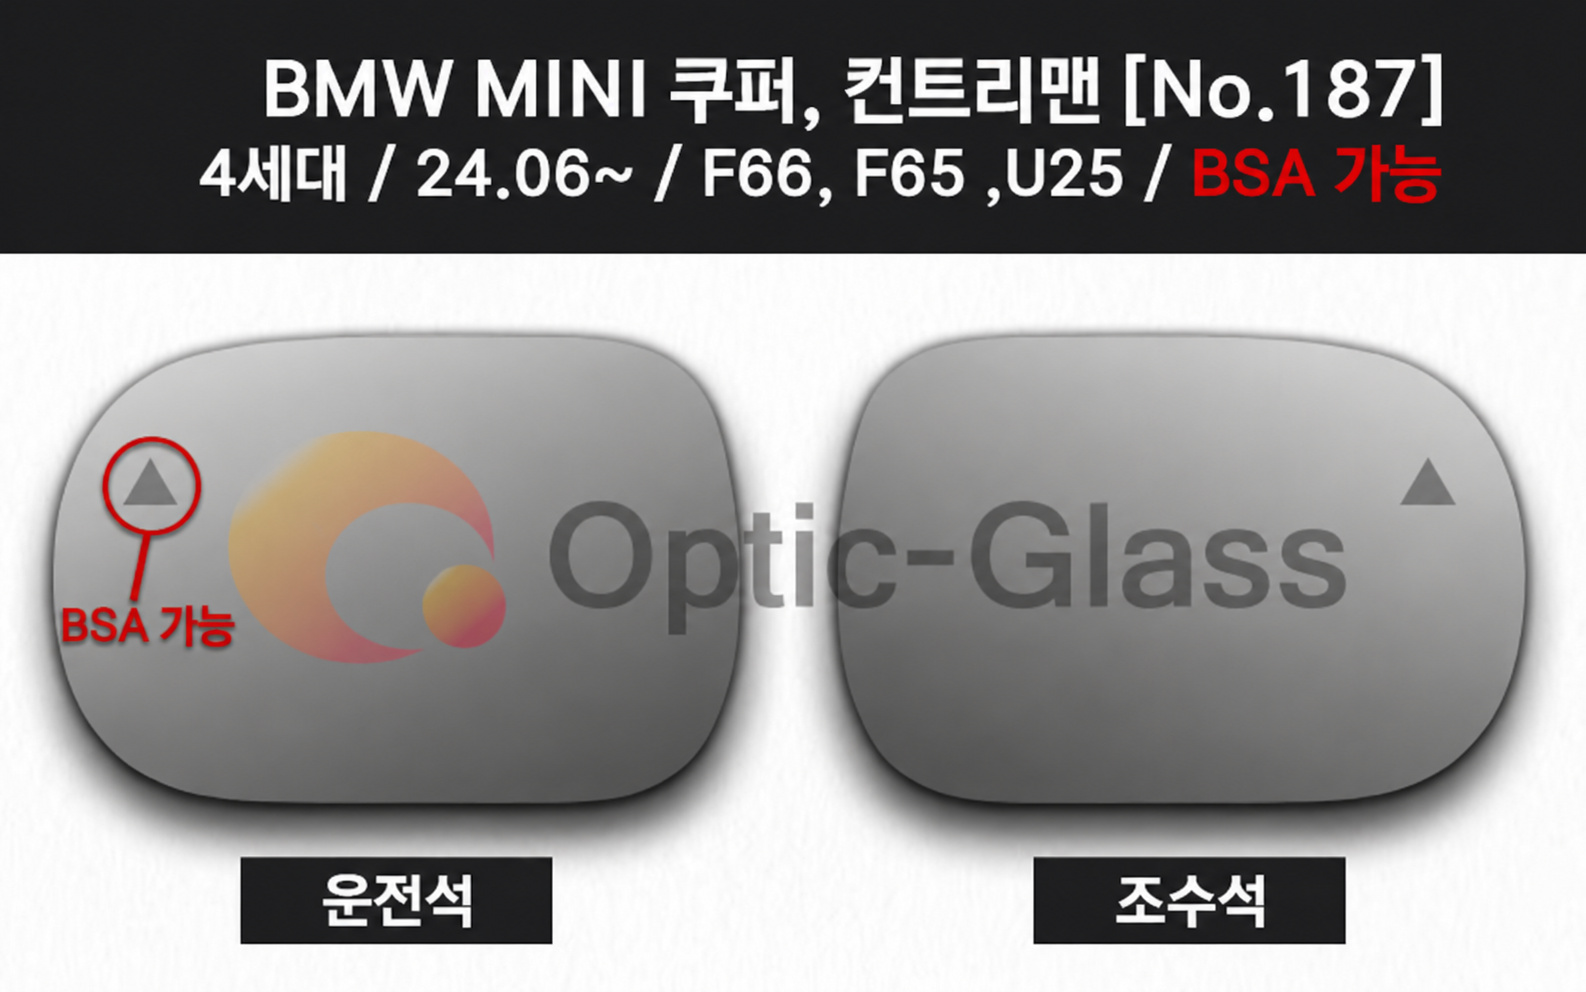 BMW MINI 쿠퍼, 컨트리맨 [No.187]
4세대 / 24.06~ / F66, F65 ,U25 / BSA 가능
Optic-Glass
BSA 가능
운전석
조수석